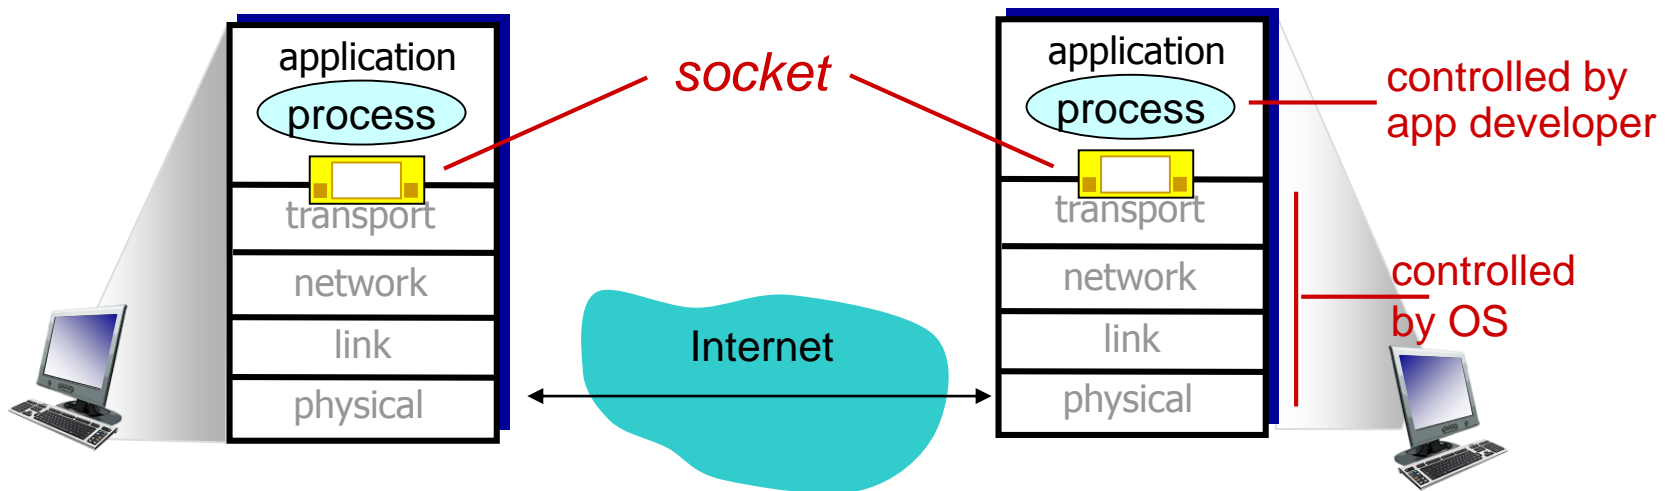 application
process
transport
network
link
physical
socket
Internet
application
process
transport
network
link
physical
controlled by
app developer
controlled
by OS